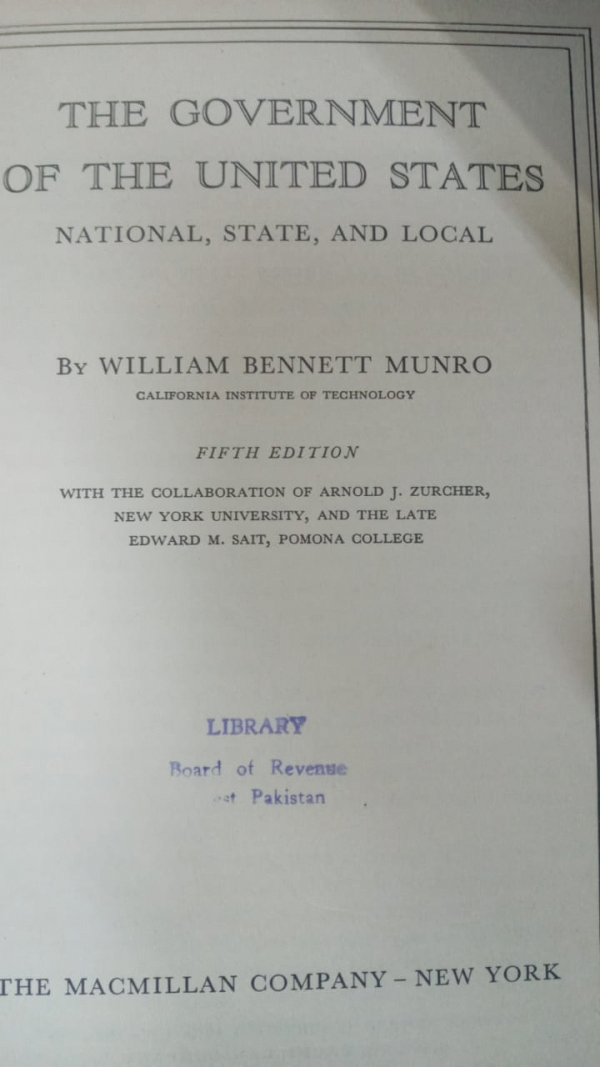 THE GOVERNMENT
OF THE UNITED STATES
NATIONAL, STATE, AND LOCAL
By WILLIAM BENNETT MUNRO
CALIFORNIA INSTITUTE OF TECHNOLOGY
FIFTH EDITION
WITH THE COLLABORATION OF ARNOLD J. ZURCHER,
NEW YORK UNIVERSITY, AND THE LATE
EDWARD M. SAIT, POMONA COLLEGE
LIBRARY
Board of Revenue
Pakistan
THE MACMILLAN COMPANY – NEW YORK